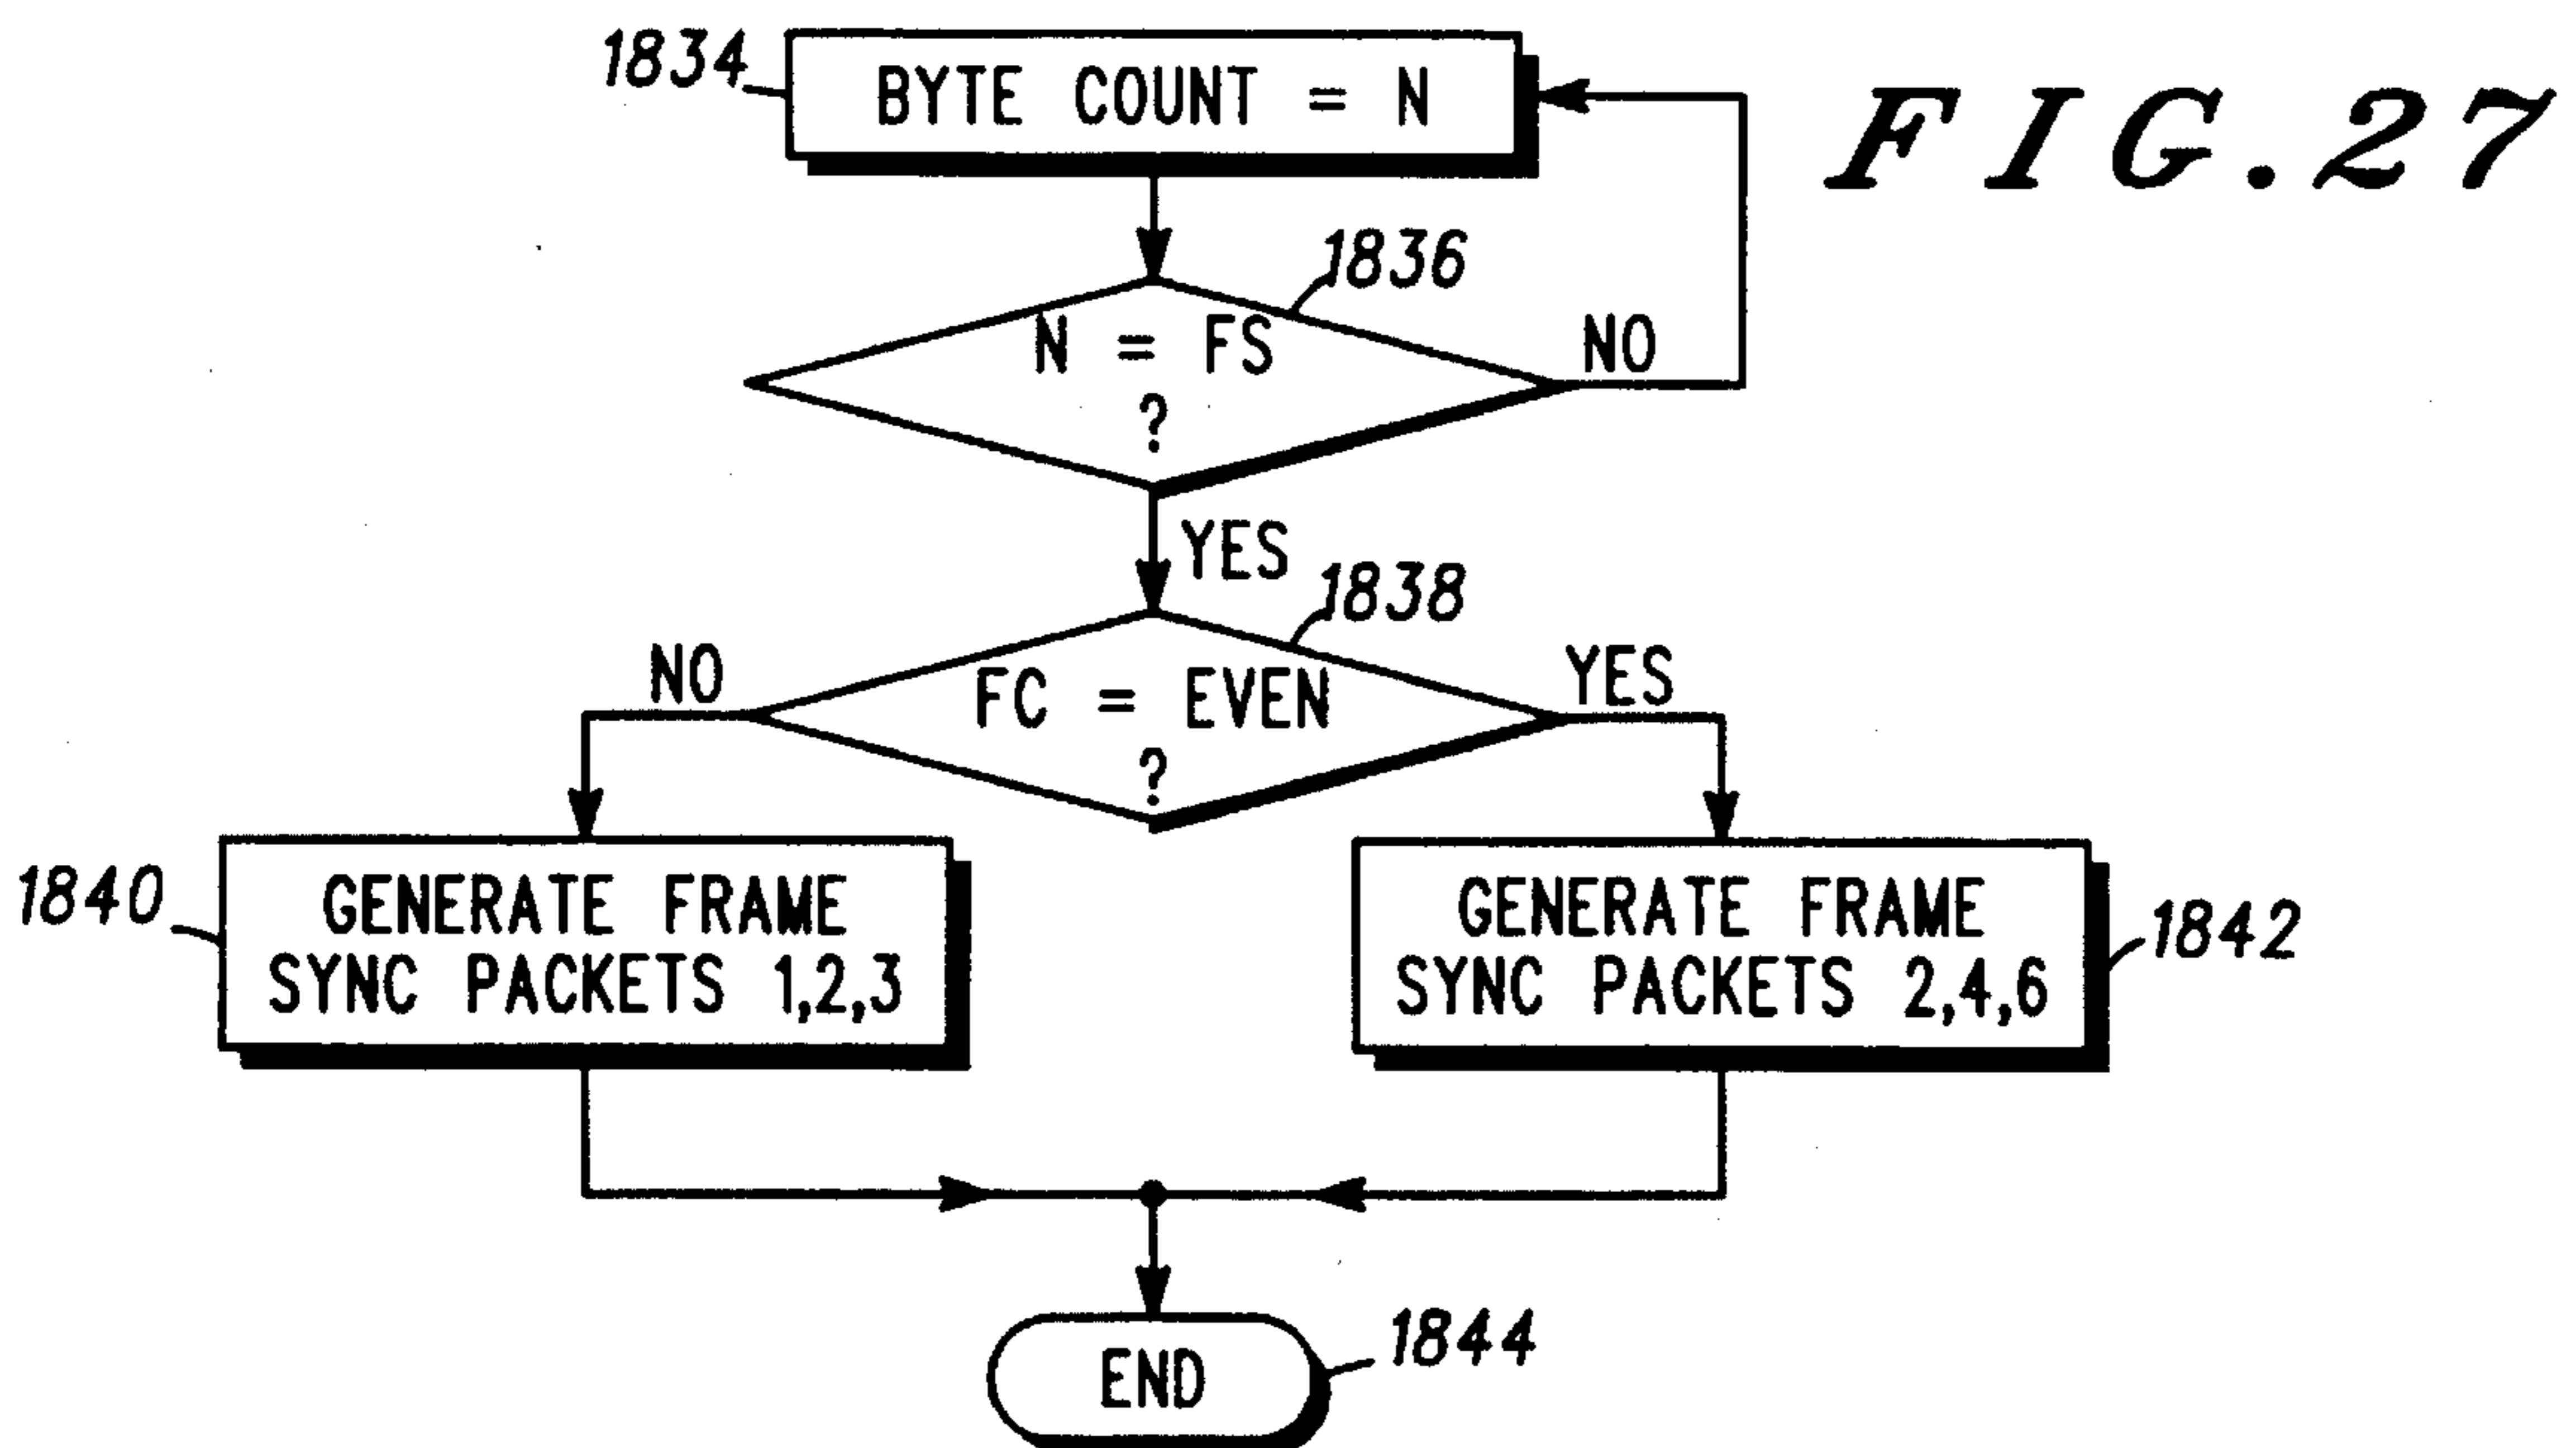 1834
BYTE COUNT = N
FIG.27
1836
N = FS
?
NO
YES
1838
NO
FC = EVEN
?
YES
1840
GENERATE FRAME
SYNC PACKETS 1,2,3
GENERATE FRAME
SYNC PACKETS 2,4,6
1842
END
1844